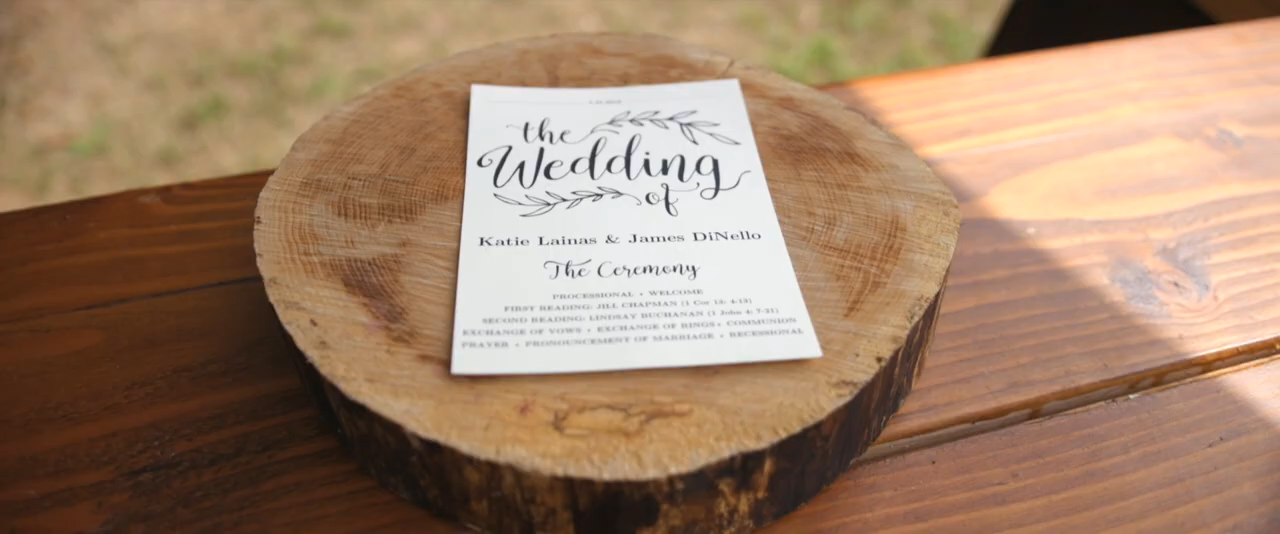 the
Wedding
of
Katie Lainas & James DiNello
The Ceremony
PROCESSIONAL • WELCOME
FIRST READING: JILL CHAPMAN (1 Cor 13: 4-13)
SECOND READING: LINDSAY BUCHANAN (1 John 4: 7-21)
EXCHANGE OF VOWS • EXCHANGE OF RINGS • COMMUNION
PRAYER • PRONOUNCEMENT OF MARRIAGE • RECESSIONAL